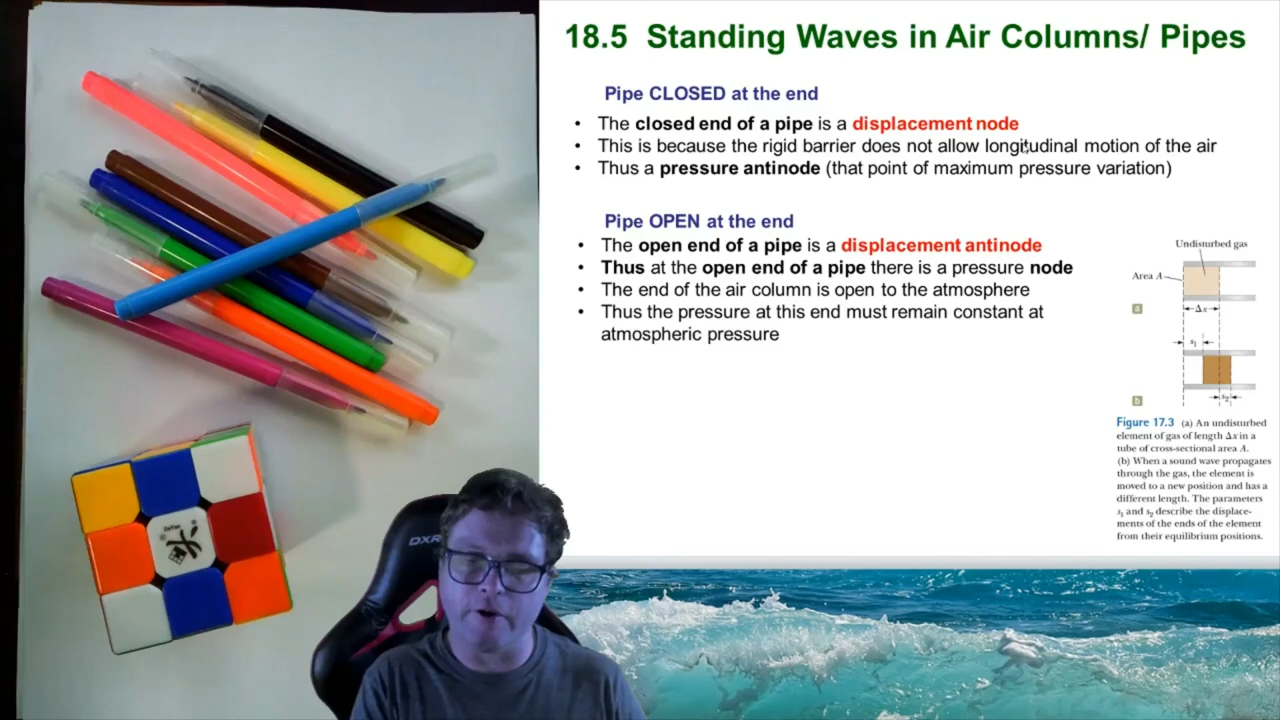 18.5 Standing Waves in Air Columns/ Pipes
Pipe CLOSED at the end
• The closed end of a pipe is a displacement node
• This is because the rigid barrier does not allow longitudinal motion of the air
• Thus a pressure antinode (that point of maximum pressure variation)
Pipe OPEN at the end
• The open end of a pipe is a displacement antinode
• Thus at the open end of a pipe there is a pressure node
• The end of the air column is open to the atmosphere
• Thus the pressure at this end must remain constant at
atmospheric pressure
Undisturbed gas
Area A
a
Δx
s₁
b
s₂
Figure 17.3 (a) An undisturbed
element of gas of length Δx in a
tube of cross-sectional area A.
(b) When a sound wave propagates
through the gas, the element is
moved to a new position and has a
different length. The parameters
s₁ and s₂ describe the displace-
ments of the ends of the element
from their equilibrium positions.
DaYan
DXR